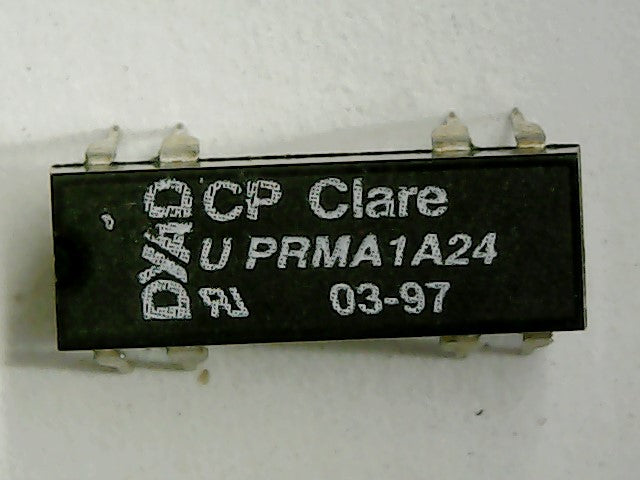 DYAD
CP Clare
U PRMA1A24
03-97